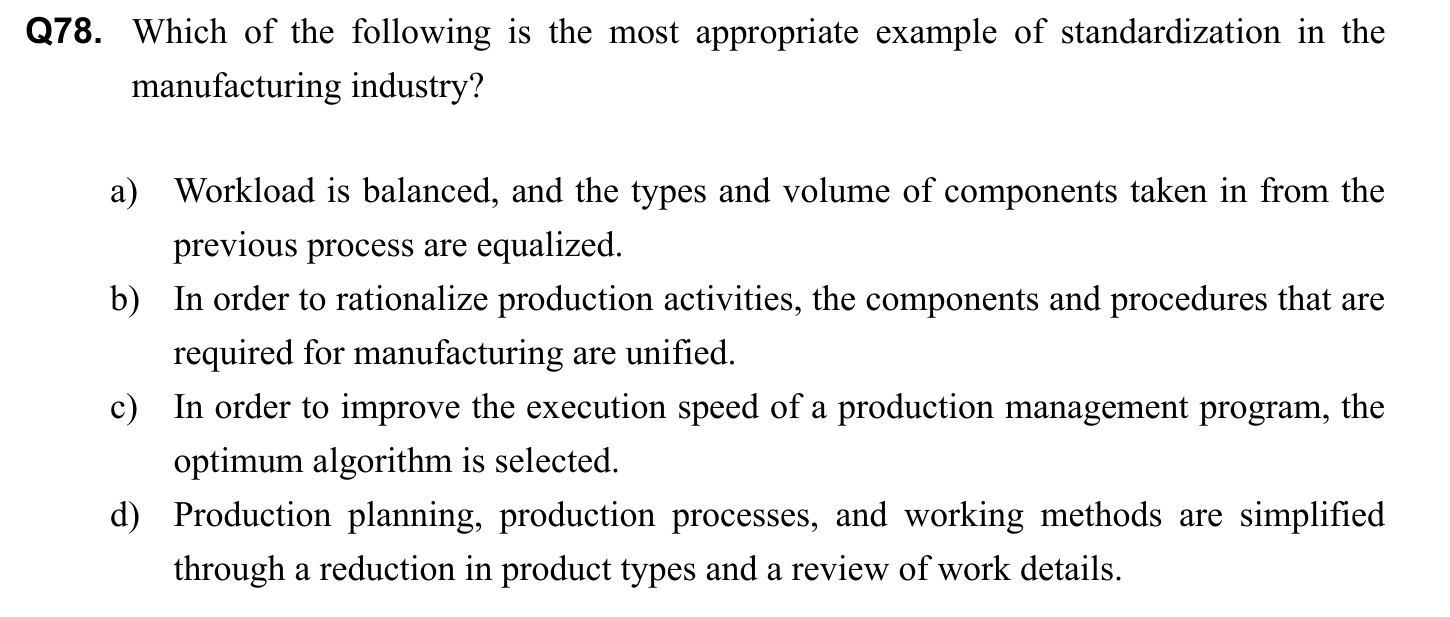 Q78. Which of the following is the most appropriate example of standardization in the
manufacturing industry?
a) Workload is balanced, and the types and volume of components taken in from the
previous process are equalized.
b) In order to rationalize production activities, the components and procedures that are
required for manufacturing are unified.
c) In order to improve the execution speed of a production management program, the
optimum algorithm is selected.
d) Production planning, production processes, and working methods are simplified
through a reduction in product types and a review of work details.